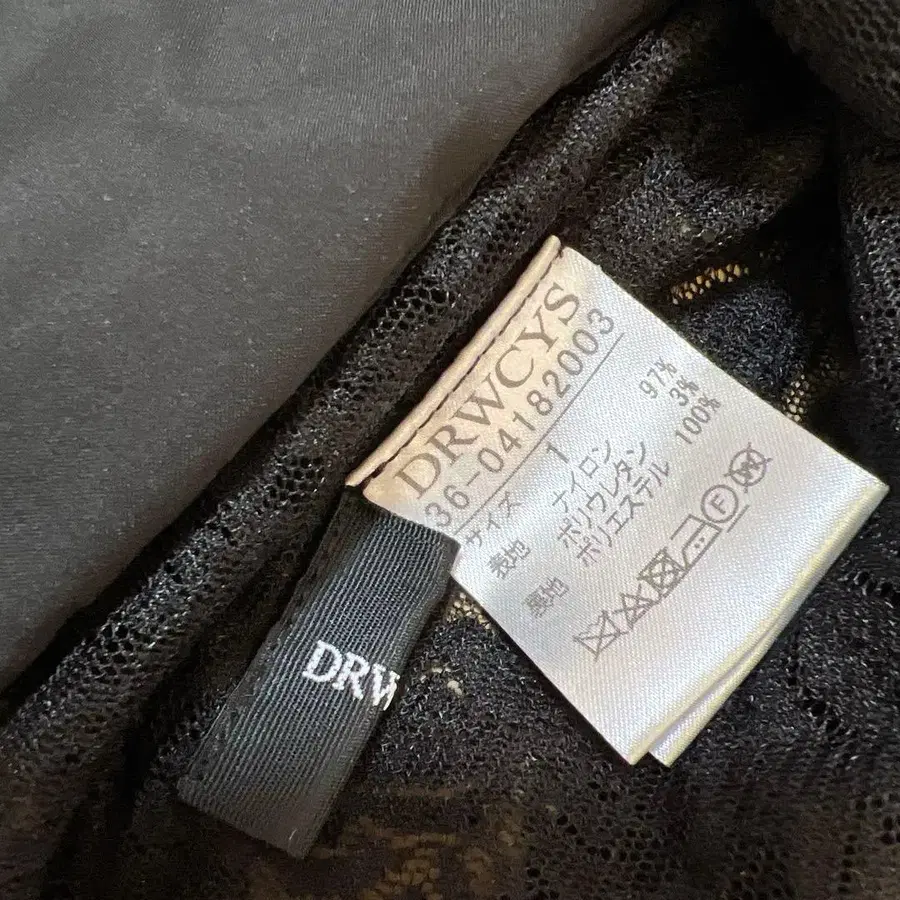 DRWCYS
36-04182003
サイズ 1
表地 ナイロン 97%
ポリウレタン 3%
裏地 ポリエステル 100%
F W
DRW